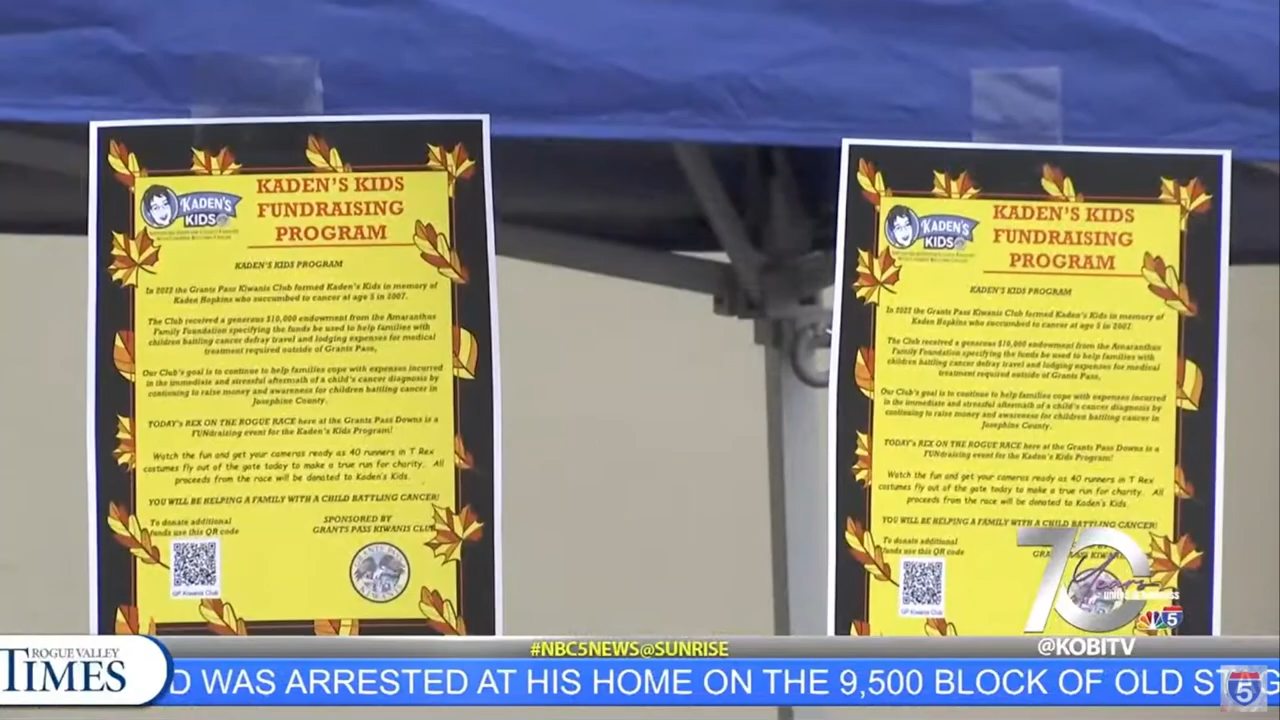 KADEN'S
KIDS
KADEN'S KIDS
FUNDRAISING
PROGRAM
KADEN'S KIDS PROGRAM
In 2022 the Grants Pass Kiwanis Club formed Kaden's Kids in memory of
Kaden Hopkins who succumbed to cancer at age 5 in 2007.
The Club received a generous $10,000 endowment from the Amaranthus
Family Foundation specifying the funds be used to help families with
children battling cancer defray travel and lodging expenses for medical
treatment required outside of Grants Pass,
Our Club's goal is to continue to help families cope with expenses incurred
in the immediate and stressful aftermath of a child's cancer diagnosis by
continuing to raise money and awareness for children battling cancer in
Josephine County.
TODAY's REX ON THE ROGUE RACE here at the Grants Pass Downs is a
FUNdraising event for the Kaden's Kids Program!
Watch the fun and get your cameras ready as 40 runners in T Rex
costumes fly out of the gate today to make a true run for charity. All
proceeds from the race will be donated to Kaden's Kids.
YOU WILL BE HELPING A FAMILY WITH A CHILD BATTLING CANCER!
To donate additional
funds use this QR code
SPONSORED BY
GRANTS PASS KIWANIS CLUB
GP Kiwanis Club
KADEN'S
KIDS
KADEN'S KIDS
FUNDRAISING
PROGRAM
KADEN'S KIDS PROGRAM
In 2022 the Grants Pass Kiwanis Club formed Kaden's Kids in memory of
Kaden Hopkins who succumbed to cancer at age 5 in 2007
The Club received a generous $10,000 endowment from the Amaranthus
Family Foundation specifying the funds be used to help families with
children battling cancer defray travel and lodging expenses for medical
treatment required outside of Grants Pass,
Our Club's goal is to continue to help families cope with expenses incurred
in the immediate and stressful aftermath of a child's cancer diagnosis by
continuing to raise money and awareness for children battling cancer in
Josephine County.
TODAY's REX ON THE ROGUE RACE here at the Grants Pass Downs is a
FUNdraising event for the Kaden's Kids Program!
Watch the fun and get your cameras ready as 40 runners in T Rex
costumes fly out of the gate today to make a true run for charity. All
proceeds from the race will be donated to Kaden's Kids.
YOU WILL BE HELPING A FAMILY WITH A CHILD BATTLING CANCER!
To donate additional
funds use this QR code
GP Kiwanis Club
70
Years
5
@KOBITV
#NBC5NEWS@SUNRISE
ROGUE VALLEY
TIMES
D WAS ARRESTED AT HIS HOME ON THE 9,500 BLOCK OF OLD
5